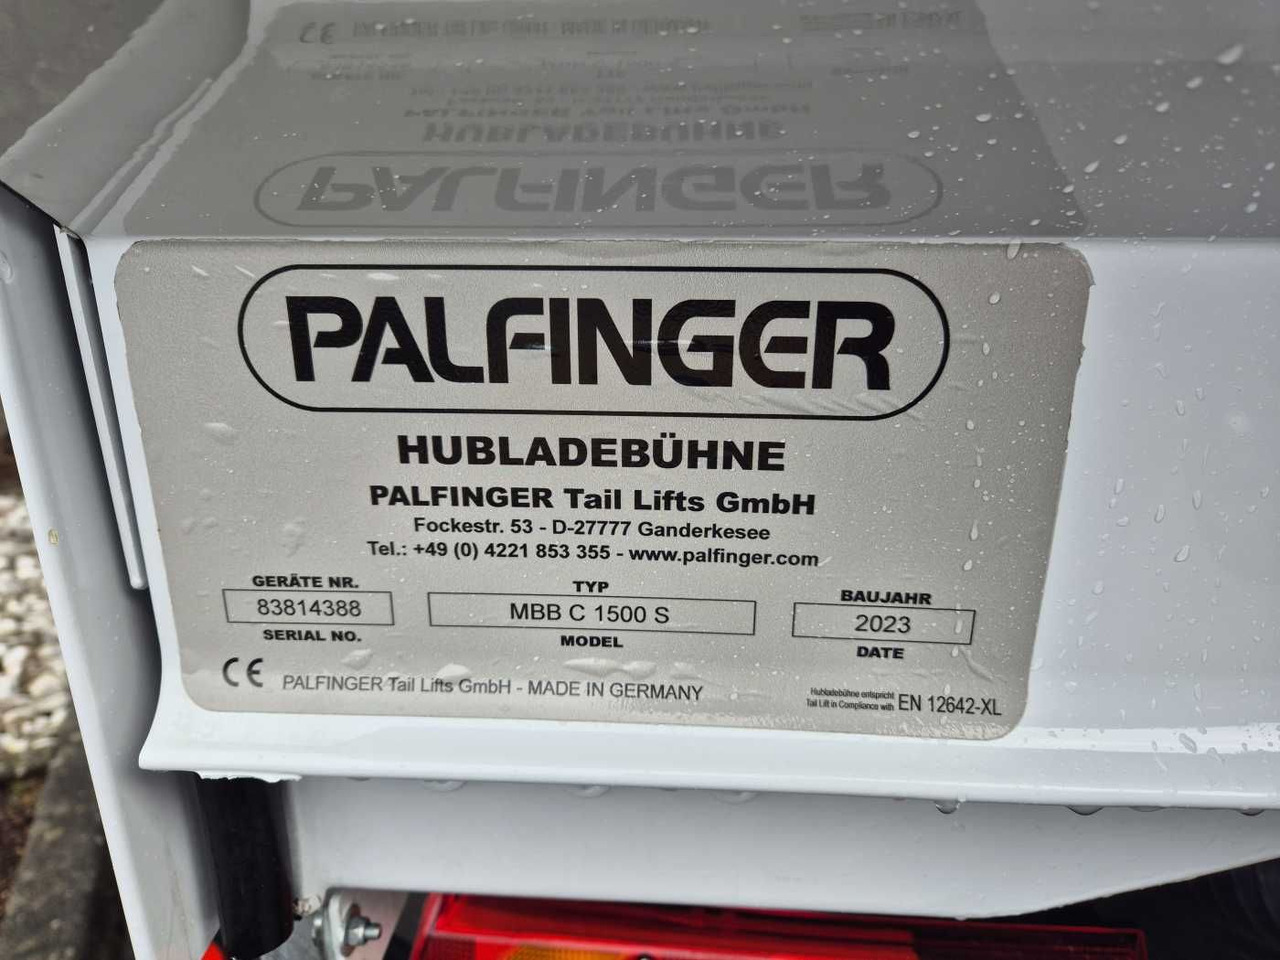 PALFINGER
HUBLADEBÜHNE
PALFINGER Tail Lifts GmbH
Fockestr. 53 - D-27777 Ganderkesee
Tel.: +49 (0) 4221 853 355 - www.palfinger.com
GERÄTE NR. TYP BAUJAHR
83814388 MBB C 1500 S 2023
SERIAL NO. MODEL DATE
CE PALFINGER Tail Lifts GmbH - MADE IN GERMANY
Hubladebühne entspricht
Tail Lift in Compliance with EN 12642-XL